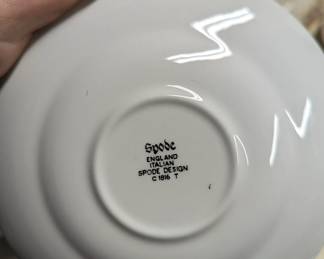 Spode
ENGLAND
ITALIAN
SPODE DESIGN
C 1816 T